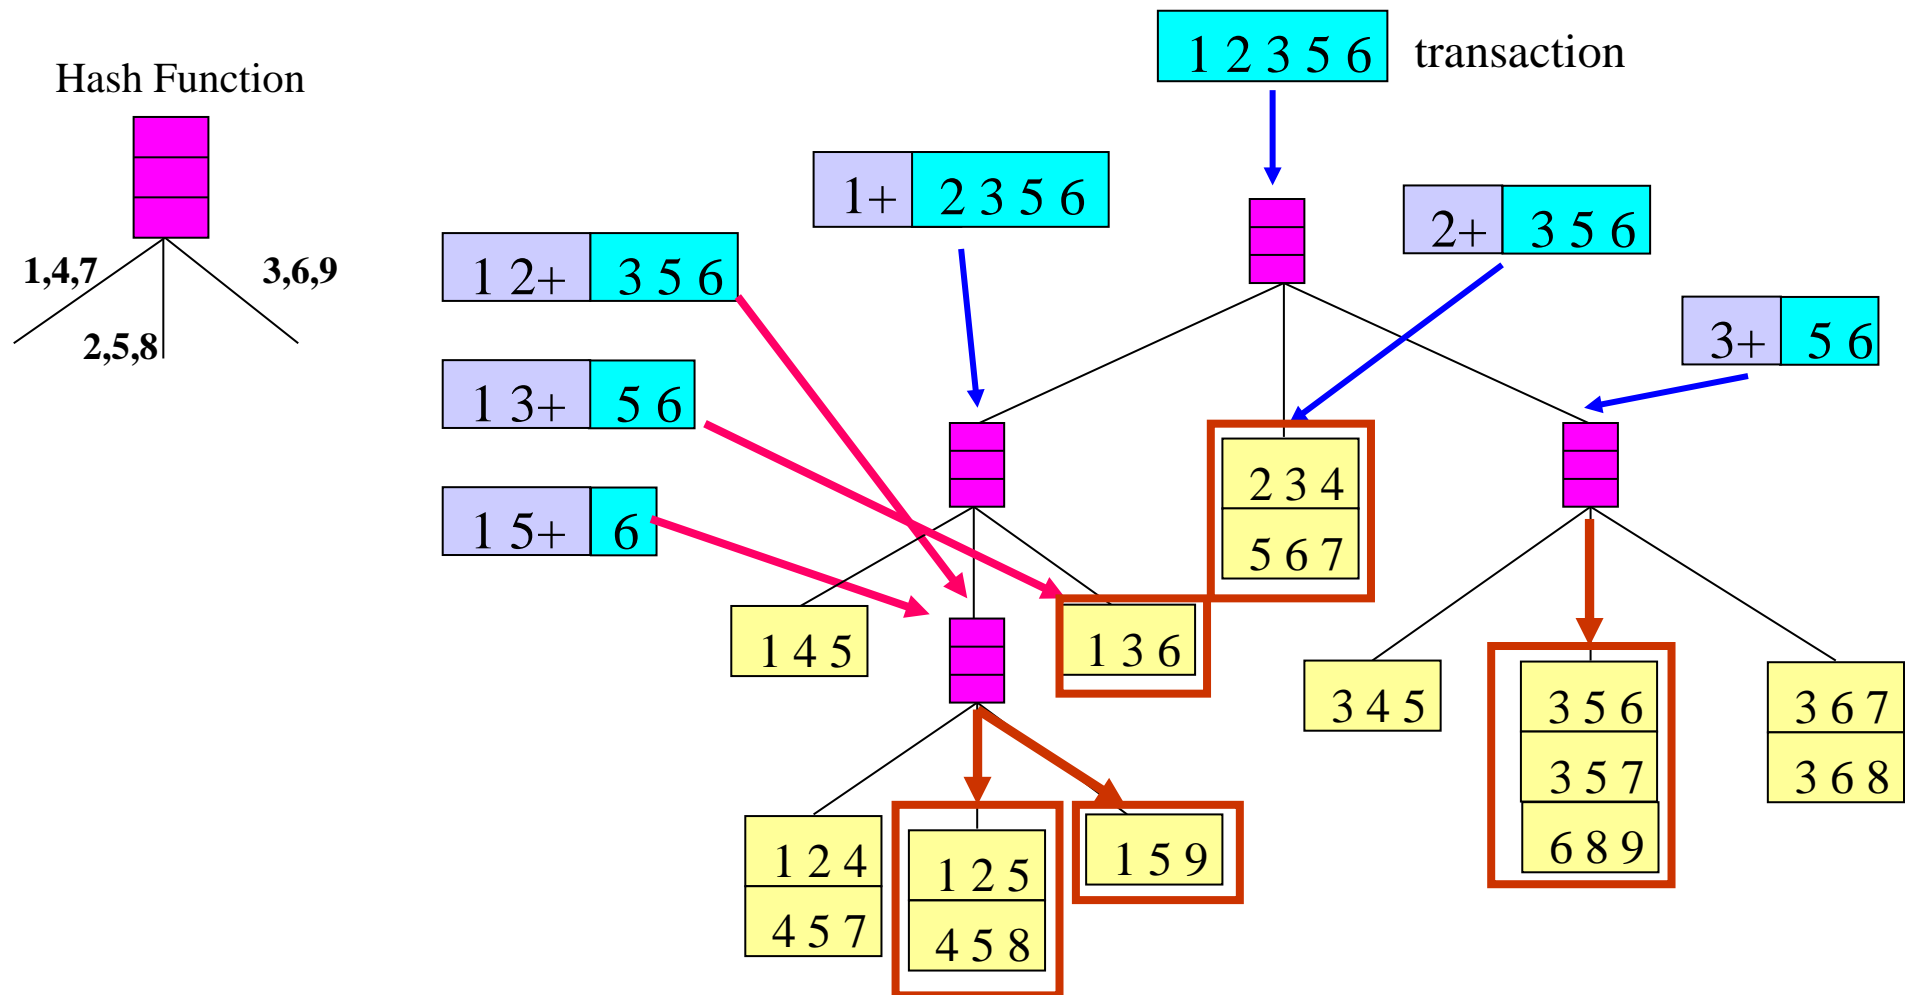 1 2 3 5 6 transaction
Hash Function
1+ 2 3 5 6
2+ 3 5 6
1 2+ 3 5 6
1,4,7
3,6,9
2,5,8
3+ 5 6
1 3+ 5 6
1 5+ 6
2 3 4
5 6 7
1 4 5
1 3 6
3 4 5
3 5 6
3 5 7
6 8 9
3 6 7
3 6 8
1 2 4
4 5 7
1 2 5
4 5 8
1 5 9